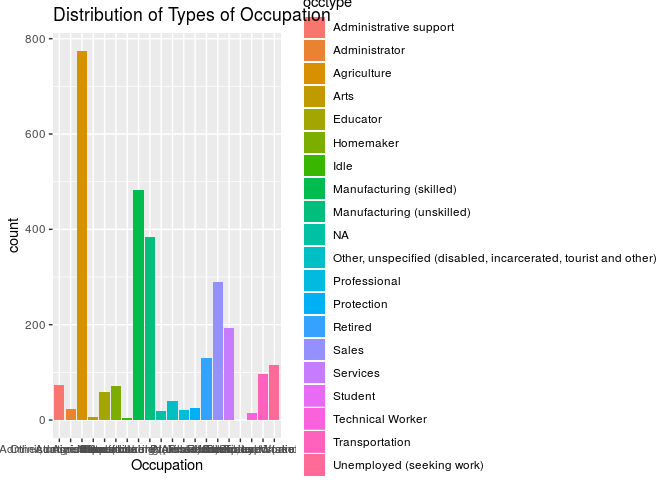 Distribution of Types of Occupation
occtype
Administrative support
Administrator
Agriculture
Arts
Educator
Homemaker
Idle
Manufacturing (skilled)
Manufacturing (unskilled)
NA
Other, unspecified (disabled, incarcerated, tourist and other)
Professional
Protection
Retired
Sales
Services
Student
Technical Worker
Transportation
Unemployed (seeking work)
800
600
400
200
0
count
Occupation